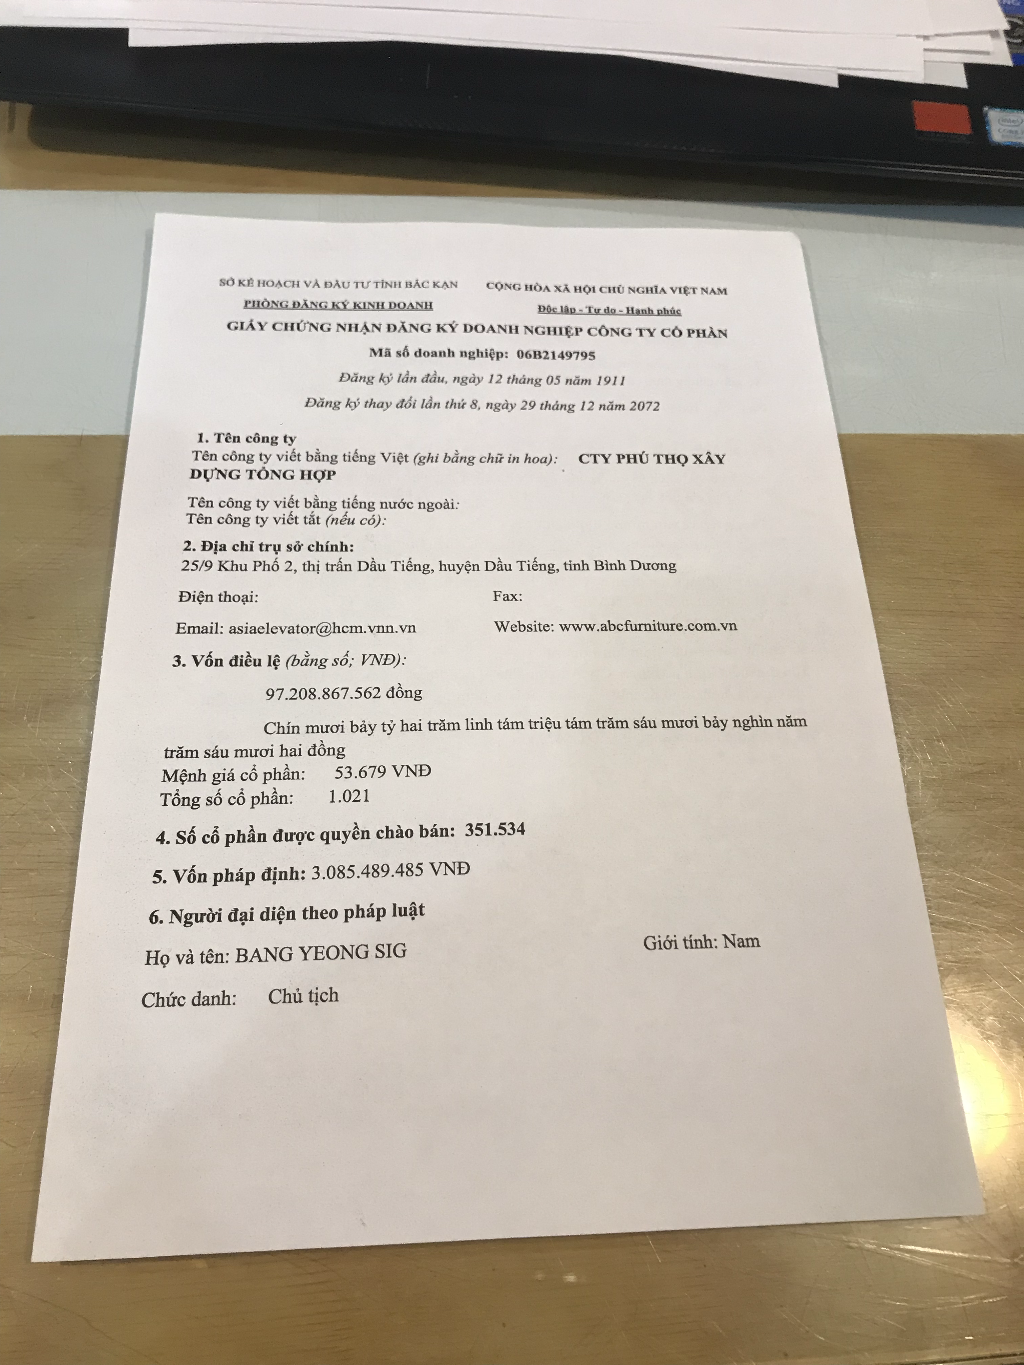 SỞ KẾ HOẠCH VÀ ĐẦU TƯ TỈNH BẮC KẠN
CỘNG HÒA XÃ HỘI CHỦ NGHĨA VIỆT NAM
PHÒNG ĐĂNG KÝ KINH DOANH
Độc lập - Tự do - Hạnh phúc
GIẤY CHỨNG NHẬN ĐĂNG KÝ DOANH NGHIỆP CÔNG TY CỔ PHẦN
Mã số doanh nghiệp: 06B2149795
Đăng ký lần đầu, ngày 12 tháng 05 năm 1911
Đăng ký thay đổi lần thứ 8, ngày 29 tháng 12 năm 2072
1. Tên công ty
Tên công ty viết bằng tiếng Việt (ghi bằng chữ in hoa): CTY PHÚ THỌ XÂY
DỰNG TỔNG HỢP
Tên công ty viết bằng tiếng nước ngoài:
Tên công ty viết tắt (nếu có):
2. Địa chỉ trụ sở chính:
25/9 Khu Phố 2, thị trấn Dầu Tiếng, huyện Dầu Tiếng, tỉnh Bình Dương
Điện thoại: Fax:
Email: asiaelevator@hcm.vnn.vn Website: www.abcfurniture.com.vn
3. Vốn điều lệ (bằng số; VNĐ):
97.208.867.562 đồng
Chín mươi bảy tỷ hai trăm linh tám triệu tám trăm sáu mươi bảy nghìn năm
trăm sáu mươi hai đồng
Mệnh giá cổ phần: 53.679 VNĐ
Tổng số cổ phần: 1.021
4. Số cổ phần được quyền chào bán: 351.534
5. Vốn pháp định: 3.085.489.485 VNĐ
6. Người đại diện theo pháp luật
Họ và tên: BANG YEONG SIG Giới tính: Nam
Chức danh: Chủ tịch